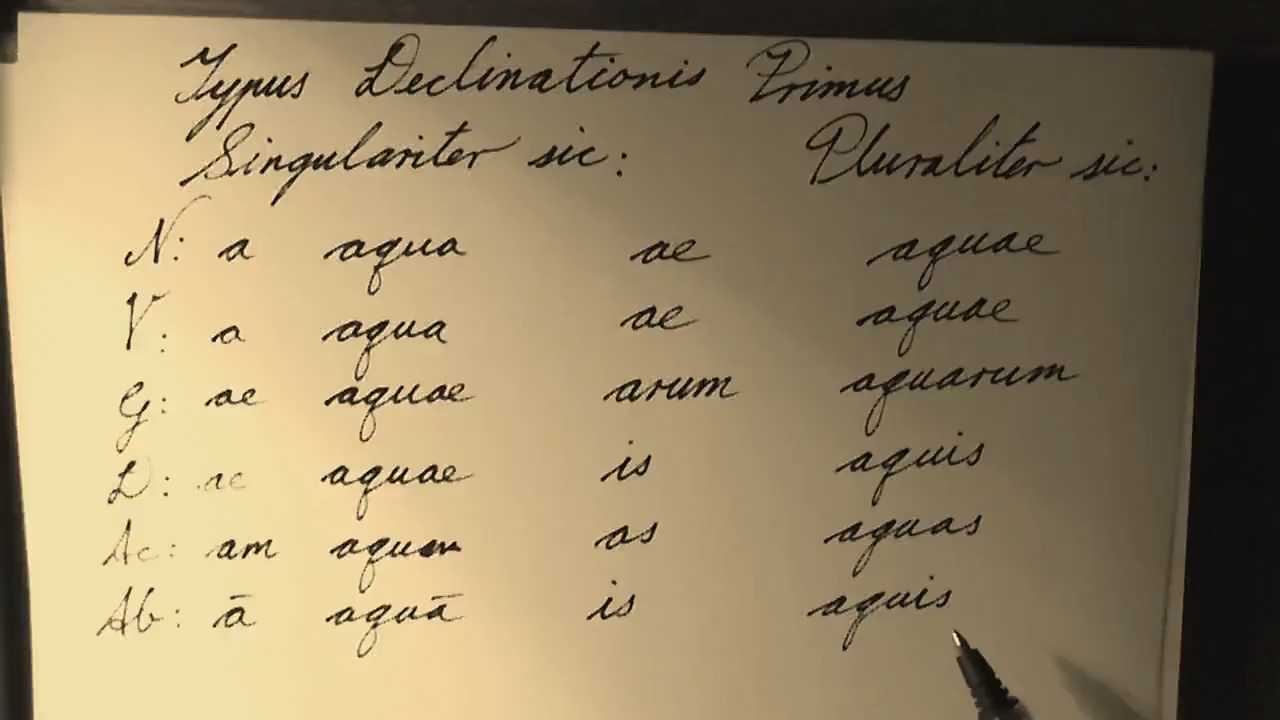 Typus Declinationis Primus
Singulariter sic: Pluraliter sic:
N: a aqua ae aquae
V: a aqua ae aquae
G: ae aquae arum aquarum
D: ae aquae is aquis
Ac: am aquam as aquas
Ab: ā aquā is aquis